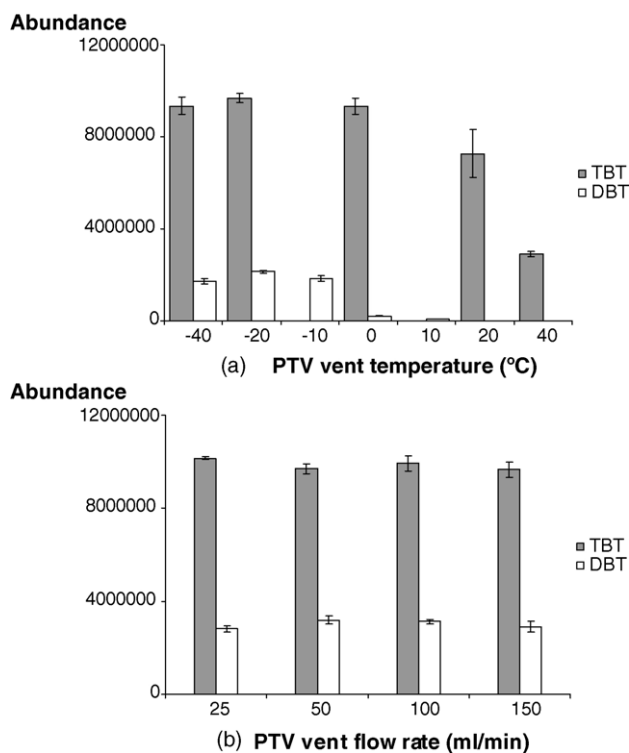 Abundance
12000000
8000000
4000000
0
TBT
DBT
-40 -20 -10 0 10 20 40
(a) PTV vent temperature (ºC)
Abundance
12000000
8000000
4000000
0
TBT
DBT
25 50 100 150
(b) PTV vent flow rate (ml/min)